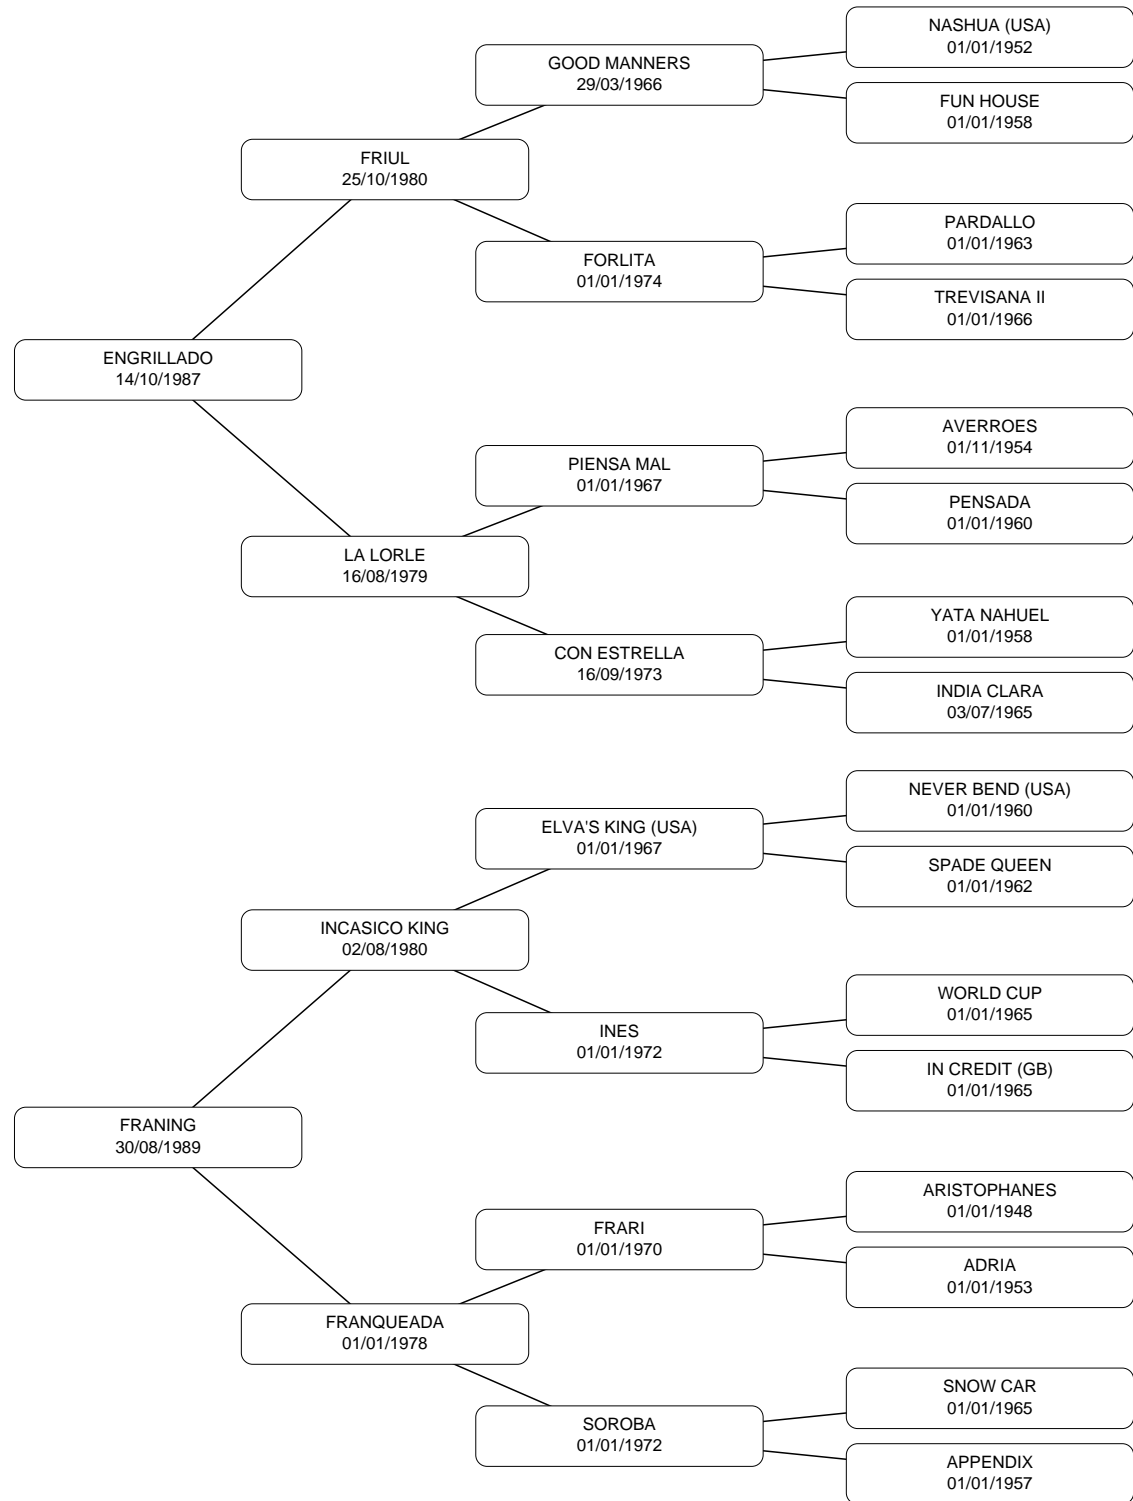 NASHUA (USA)
01/01/1952
GOOD MANNERS
29/03/1966
FUN HOUSE
01/01/1958
FRIUL
25/10/1980
PARDALLO
01/01/1963
FORLITA
01/01/1974
TREVISANA II
01/01/1966
ENGRILLADO
14/10/1987
AVERROES
01/11/1954
PIENSA MAL
01/01/1967
PENSADA
01/01/1960
LA LORLE
16/08/1979
YATA NAHUEL
01/01/1958
CON ESTRELLA
16/09/1973
INDIA CLARA
03/07/1965
NEVER BEND (USA)
01/01/1960
ELVA'S KING (USA)
01/01/1967
SPADE QUEEN
01/01/1962
INCASICO KING
02/08/1980
WORLD CUP
01/01/1965
INES
01/01/1972
IN CREDIT (GB)
01/01/1965
FRANING
30/08/1989
ARISTOPHANES
01/01/1948
FRARI
01/01/1970
ADRIA
01/01/1953
FRANQUEADA
01/01/1978
SNOW CAR
01/01/1965
SOROBA
01/01/1972
APPENDIX
01/01/1957